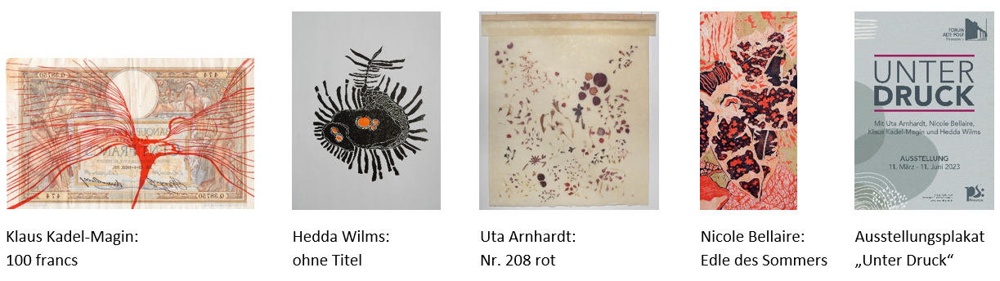 FORUM
ALTE POST
UNTER
DRUCK
Mit Uta Arnhardt, Nicole Bellaire,
Klaus Kadel-Magin und Hedda Wilms
AUSSTELLUNG
11. März - 11. Juni 2023
ps:
Klaus Kadel-Magin:
100 francs
Hedda Wilms:
ohne Titel
Uta Arnhardt:
Nr. 208 rot
Nicole Bellaire:
Edle des Sommers
Ausstellungsplakat
„Unter Druck“